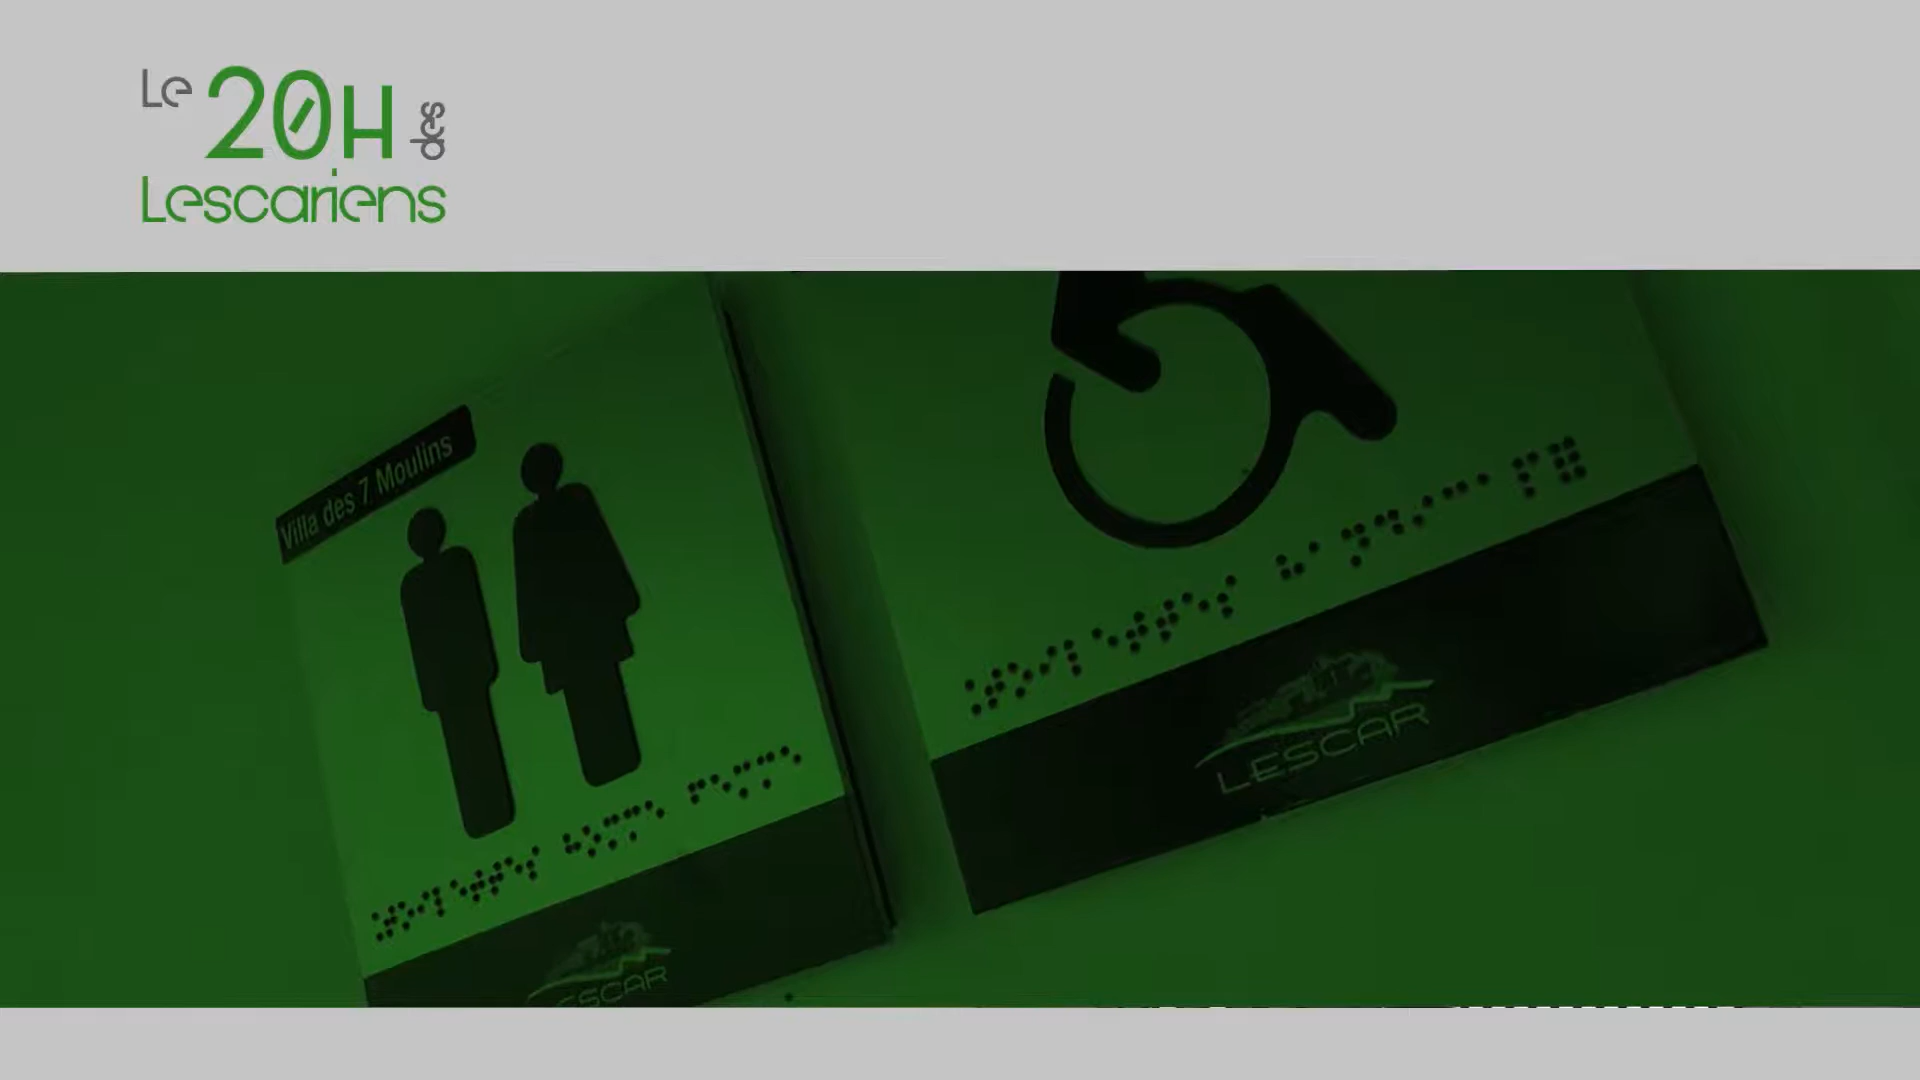 Le 20H des
Lescariens
Villa des 7 Moulins
LESCAR
LESCAR